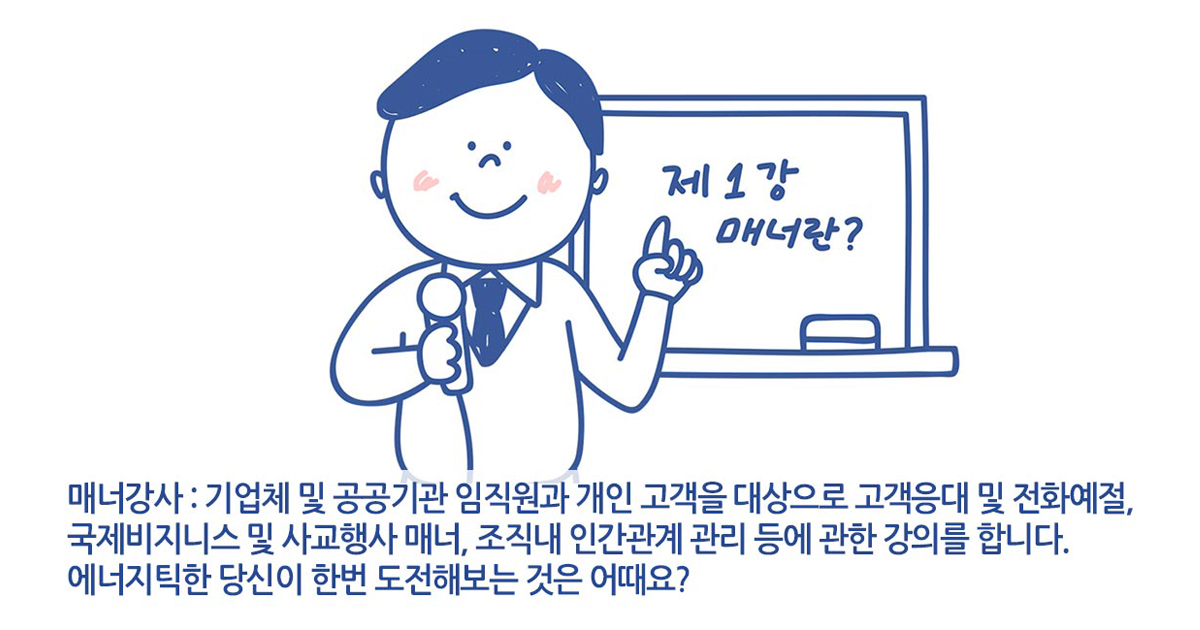 제 1 강
매너란?
매너강사 : 기업체 및 공공기관 임직원과 개인 고객을 대상으로 고객응대 및 전화예절,
국제비지니스 및 사교행사 매너, 조직내 인간관계 관리 등에 관한 강의를 합니다.
에너지틱한 당신이 한번 도전해보는 것은 어때요?